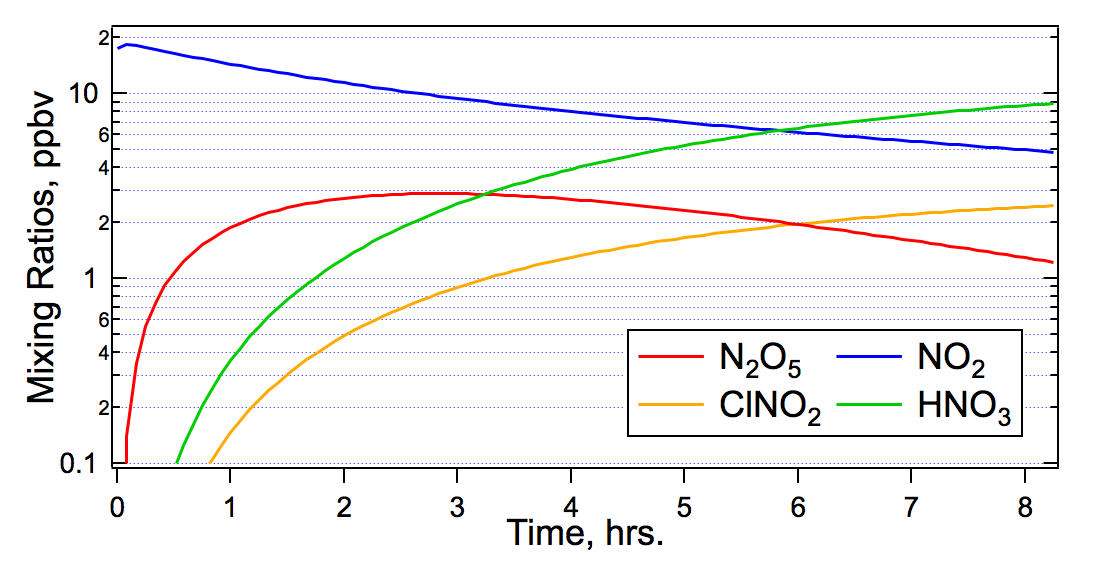 Mixing Ratios, ppbv
2
10
6
4
2
1
6
4
2
0.1
N₂O₅ NO₂
ClNO₂ HNO₃
0 1 2 3 4 5 6 7 8
Time, hrs.